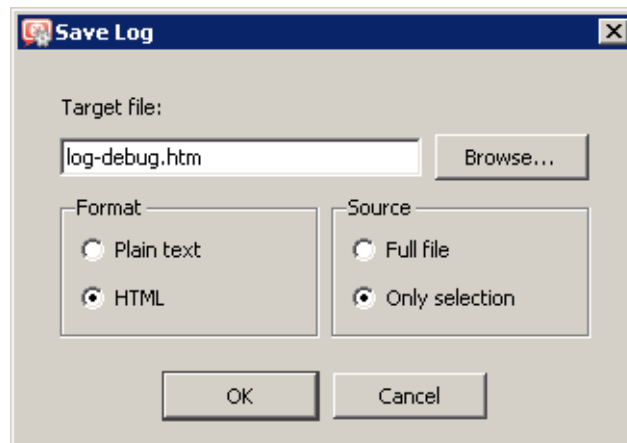 Save Log
Target file:
log-debug.htm
Browse...
Format
Plain text
HTML
Source
Full file
Only selection
OK
Cancel